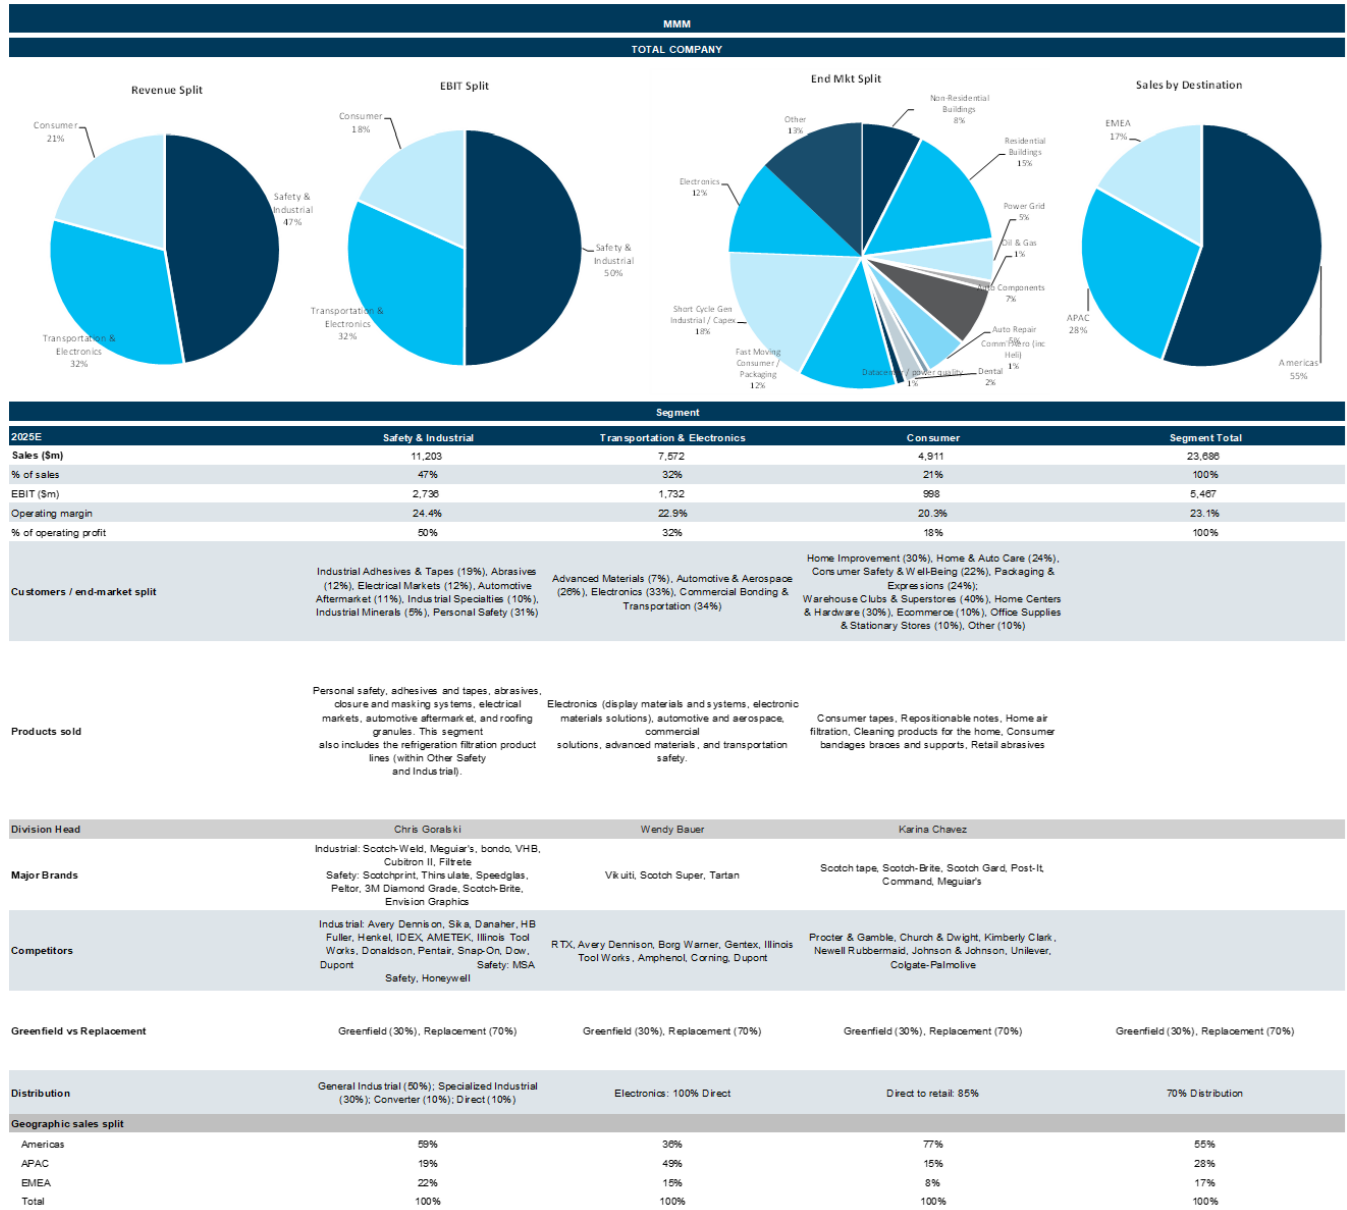 MMM
TOTAL COMPANY
Revenue Split
Consumer
21%
Safety &
Industrial
47%
Transportation &
Electronics
32%
EBIT Split
Consumer
18%
Safety &
Industrial
50%
Transportation &
Electronics
32%
End Mkt Split
Non-Residential
Buildings
8%
Residential
Buildings
15%
Power Grid
5%
Oil & Gas
1%
Auto Components
7%
Auto Repair
5%
Comm'l Aero (inc
Heli)
1%
Dental
2%
Datacenter / power quality
1%
Fast Moving
Consumer /
Packaging
12%
Short Cycle Gen
Industrial / Capex
18%
Electronics
12%
Other
13%
Sales by Destination
EMEA
17%
APAC
28%
Americas
55%
Segment
2025E Safety & Industrial Transportation & Electronics Consumer Segment Total
Sales ($m) 11,203 7,572 4,911 23,686
% of sales 47% 32% 21% 100%
EBIT ($m) 2,736 1,732 998 5,467
Operating margin 24.4% 22.9% 20.3% 23.1%
% of operating profit 50% 32% 18% 100%
Customers / end-market split
Industrial Adhesives & Tapes (19%), Abrasives
(12%), Electrical Markets (12%), Automotive
Aftermarket (11%), Industrial Specialties (10%),
Industrial Minerals (5%), Personal Safety (31%)
Advanced Materials (7%), Automotive & Aerospace
(26%), Electronics (33%), Commercial Bonding &
Transportation (34%)
Home Improvement (30%), Home & Auto Care (24%),
Consumer Safety & Well-Being (22%), Packaging &
Expressions (24%);
Warehouse Clubs & Superstores (40%), Home Centers
& Hardware (30%), Ecommerce (10%), Office Supplies
& Stationary Stores (10%), Other (10%)
Products sold
Personal safety, adhesives and tapes, abrasives,
closure and masking systems, electrical
markets, automotive aftermarket, and roofing
granules. This segment
also includes the refrigeration filtration product
lines (within Other Safety
and Industrial).
Electronics (display materials and systems, electronic
materials solutions), automotive and aerospace,
commercial
solutions, advanced materials, and transportation
safety.
Consumer tapes, Repositionable notes, Home air
filtration, Cleaning products for the home, Consumer
bandages braces and supports, Retail abrasives
Division Head Chris Goralski Wendy Bauer Karina Chavez
Major Brands
Industrial: Scotch-Weld, Meguiar's, bondo, VHB,
Cubitron II, Filtrete
Safety: Scotchprint, Thinsulate, Speedglas,
Peltor, 3M Diamond Grade, Scotch-Brite,
Envision Graphics
Vikuiti, Scotch Super, Tartan
Scotch tape, Scotch-Brite, Scotch Gard, Post-It,
Command, Meguiar's
Competitors
Industrial: Avery Dennison, Sika, Danaher, HB
Fuller, Henkel, IDEX, AMETEK, Illinois Tool
Works, Donaldson, Pentair, Snap-On, Dow,
Dupont Safety: MSA
Safety, Honeywell
RTX, Avery Dennison, Borg Warner, Gentex, Illinois
Tool Works, Amphenol, Corning, Dupont
Procter & Gamble, Church & Dwight, Kimberly Clark,
Newell Rubbermaid, Johnson & Johnson, Unilever,
Colgate-Palmolive
Greenfield vs Replacement Greenfield (30%), Replacement (70%) Greenfield (30%), Replacement (70%) Greenfield (30%), Replacement (70%) Greenfield (30%), Replacement (70%)
Distribution
General Industrial (50%); Specialized Industrial
(30%); Converter (10%); Direct (10%)
Electronics: 100% Direct
Direct to retail: 85%
70% Distribution
Geographic sales split
Americas 59% 36% 77% 55%
APAC 19% 49% 15% 28%
EMEA 22% 15% 8% 17%
Total 100% 100% 100% 100%